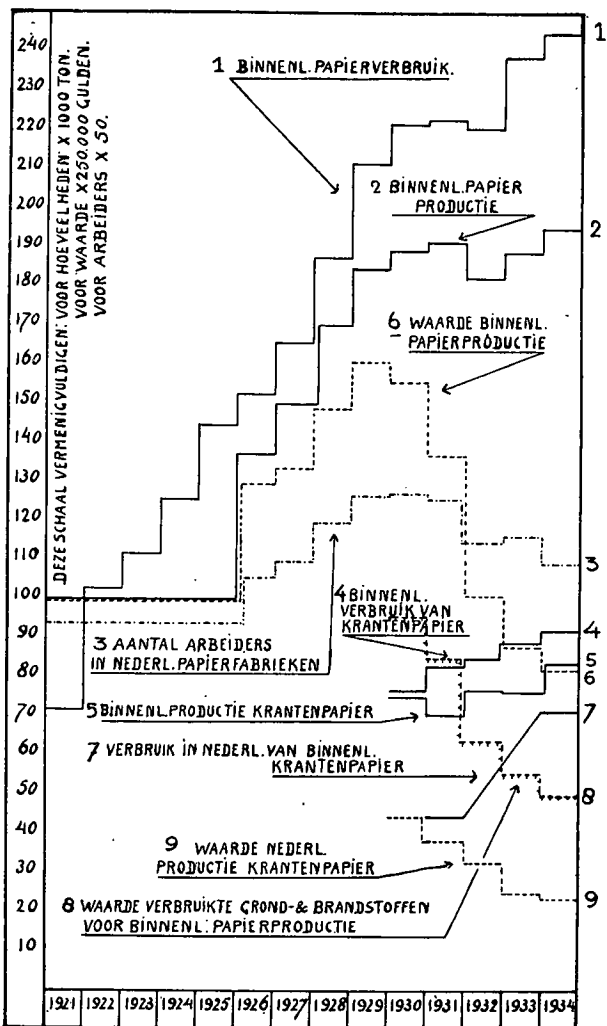 240
230
220
210
200
190
180
170
160
150
140
130
120
110
100
90
80
70
60
50
40
30
20
10
DEZE SCHAAL VERMENIGVULDIGEN: VOOR HOEVEELHEDEN: X 1000 TON.
VOOR WAARDE X 250.000 GULDEN.
VOOR ARBEIDERS X 50.
1 BINNENL. PAPIERVERBRUIK.
2 BINNENL. PAPIER
PRODUCTIE
6 WAARDE BINNENL.
PAPIERPRODUCTIE
4 BINNENL.
VERBRUIK VAN
KRANTENPAPIER
3 AANTAL ARBEIDERS
IN NEDERL. PAPIERFABRIEKEN
5 BINNENL. PRODUCTIE KRANTENPAPIER
7 VERBRUIK IN NEDERL. VAN BINNENL.
KRANTENPAPIER
9 WAARDE NEDERL.
PRODUCTIE KRANTENPAPIER
8 WAARDE VERBRUIKTE GROND- & BRANDSTOFFEN
VOOR BINNENL: PAPIERPRODUCTIE
1
2
3
4
5
6
7
8
9
1921 1922 1923 1924 1925 1926 1927 1928 1929 1930 1931 1932 1933 1934